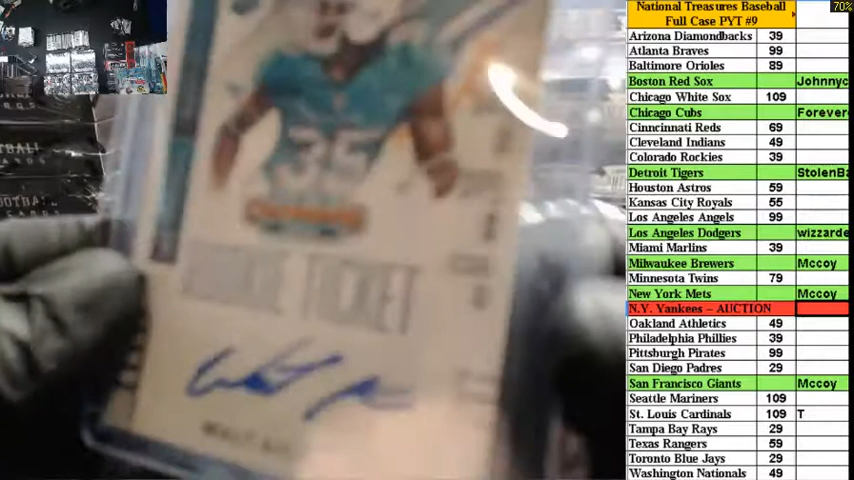 70%
National Treasures Baseball
Full Case PYT #9
Arizona Diamondbacks 39
Atlanta Braves 99
Baltimore Orioles 89
Boston Red Sox Johnnyc
Chicago White Sox 109
Chicago Cubs Forever
Cinncinnati Reds 69
Cleveland Indians 49
Colorado Rockies 39
Detroit Tigers StolenBa
Houston Astros 59
Kansas City Royals 55
Los Angeles Angels 99
Los Angeles Dodgers wizzarde
Miami Marlins 39
Milwaukee Brewers Mccoy
Minnesota Twins 79
New York Mets Mccoy
N.Y. Yankees – AUCTION
Oakland Athletics 49
Philadelphia Phillies 39
Pittsburgh Pirates 99
San Diego Padres 29
San Francisco Giants Mccoy
Seattle Mariners 109
St. Louis Cardinals 109 T
Tampa Bay Rays 29
Texas Rangers 59
Toronto Blue Jays 29
Washington Nationals 49
35
TICKET